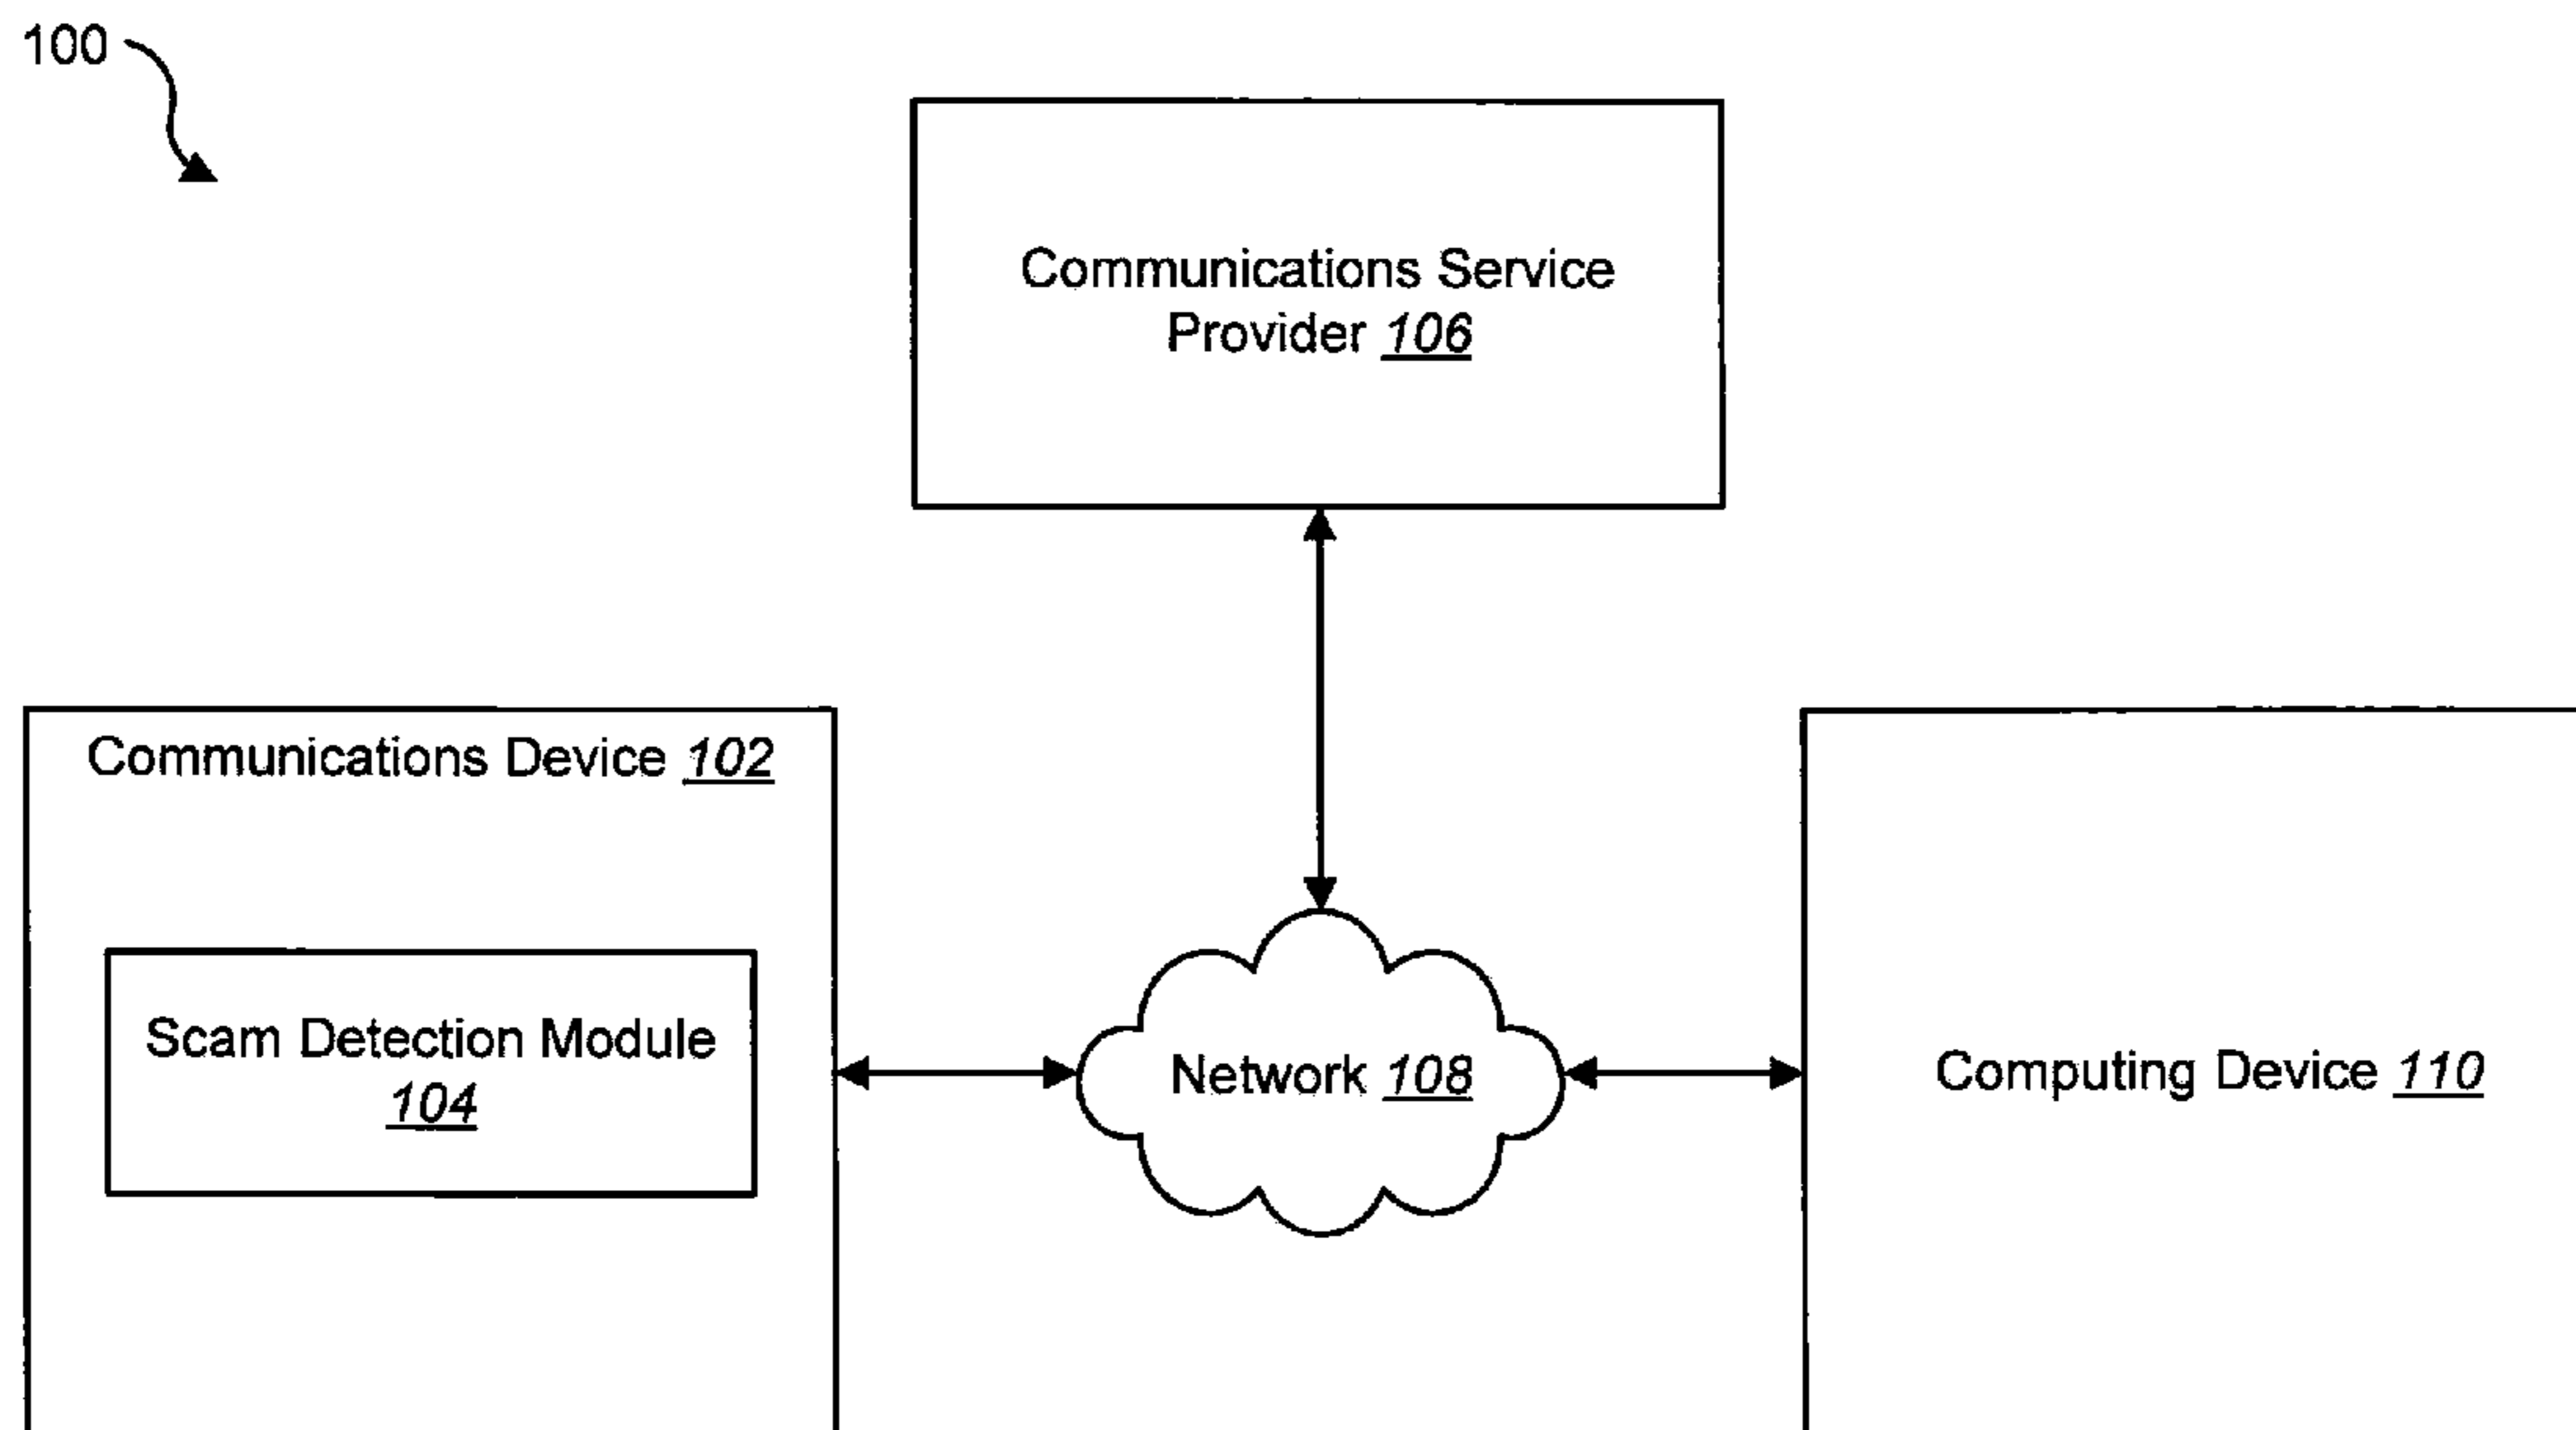 100
Communications Service
Provider 106
Communications Device 102
Scam Detection Module
104
Network 108
Computing Device 110